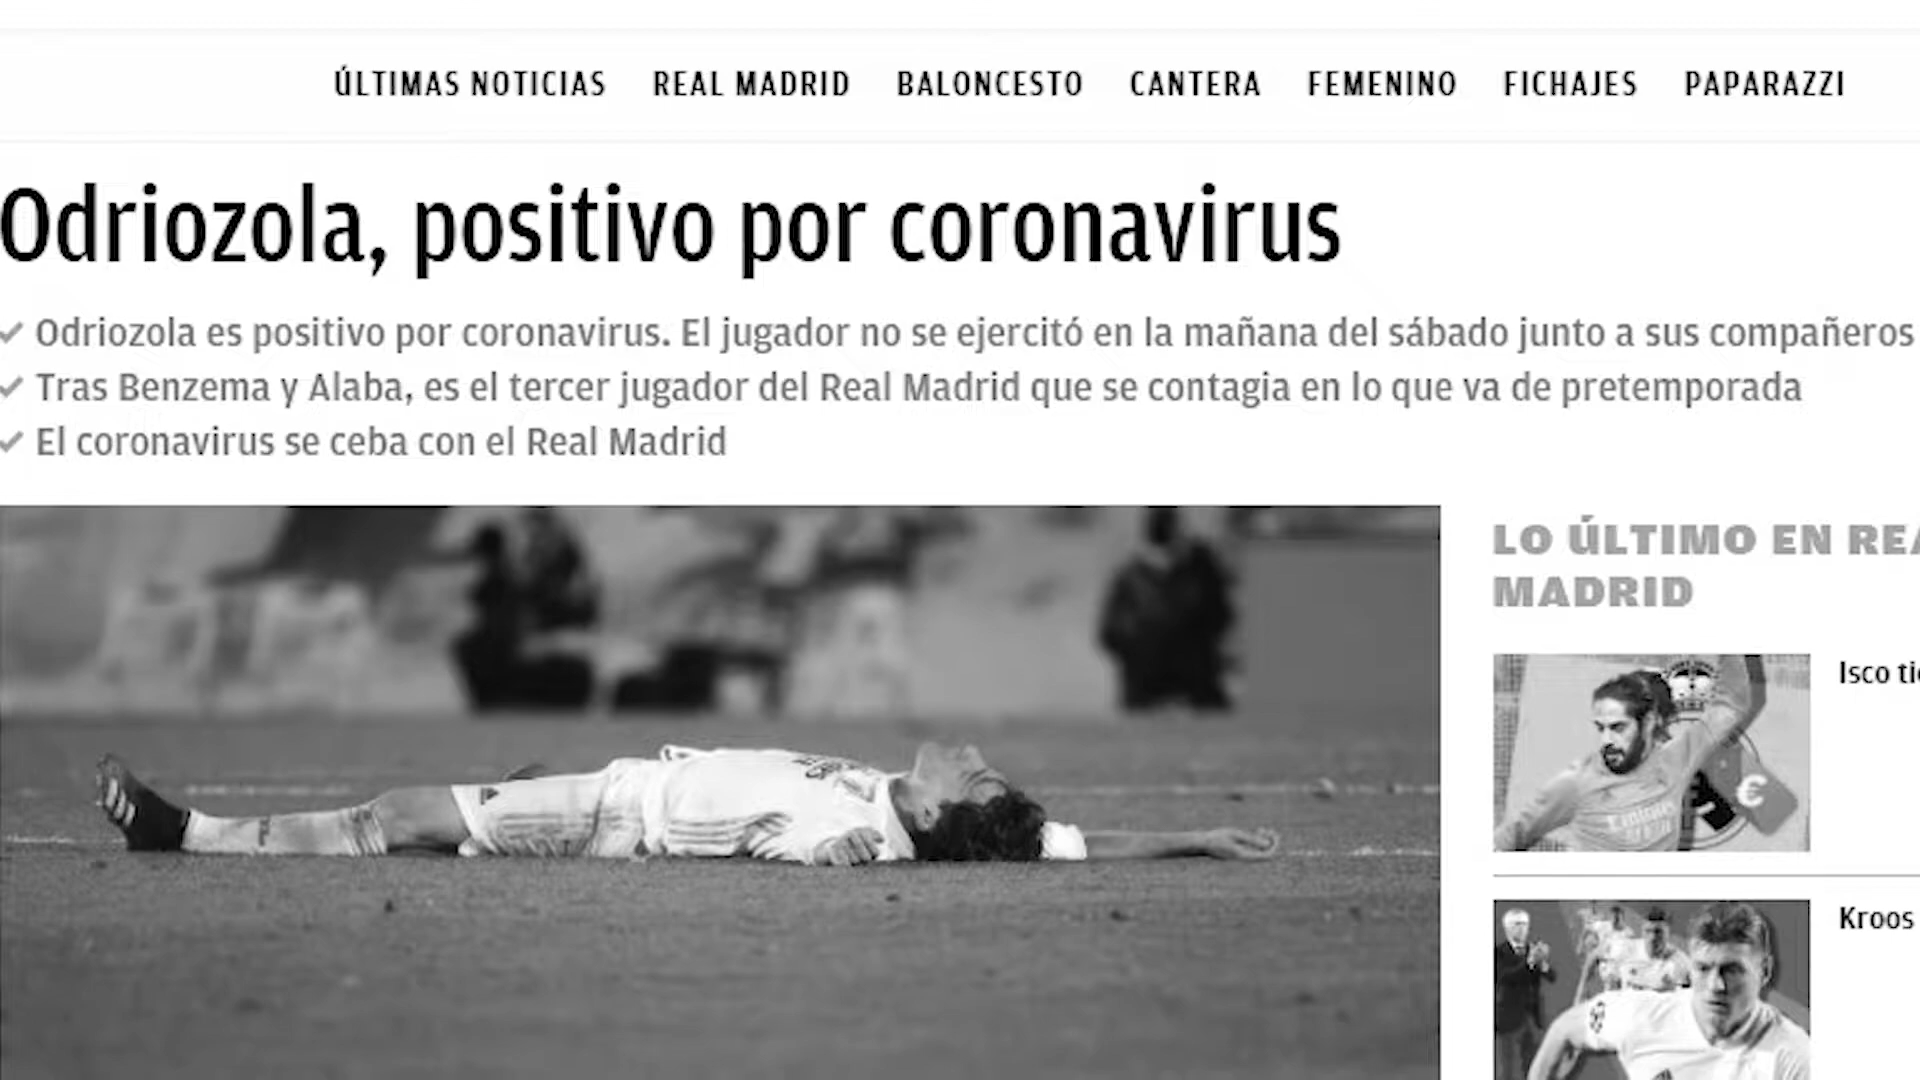 ÚLTIMAS NOTICIAS REAL MADRID BALONCESTO CANTERA FEMENINO FICHAJES PAPARAZZI
Odriozola, positivo por coronavirus
Odriozola es positivo por coronavirus. El jugador no se ejercitó en la mañana del sábado junto a sus compañeros
Tras Benzema y Alaba, es el tercer jugador del Real Madrid que se contagia en lo que va de pretemporada
El coronavirus se ceba con el Real Madrid
LO ÚLTIMO EN REA
MADRID
Isco tie
Kroos